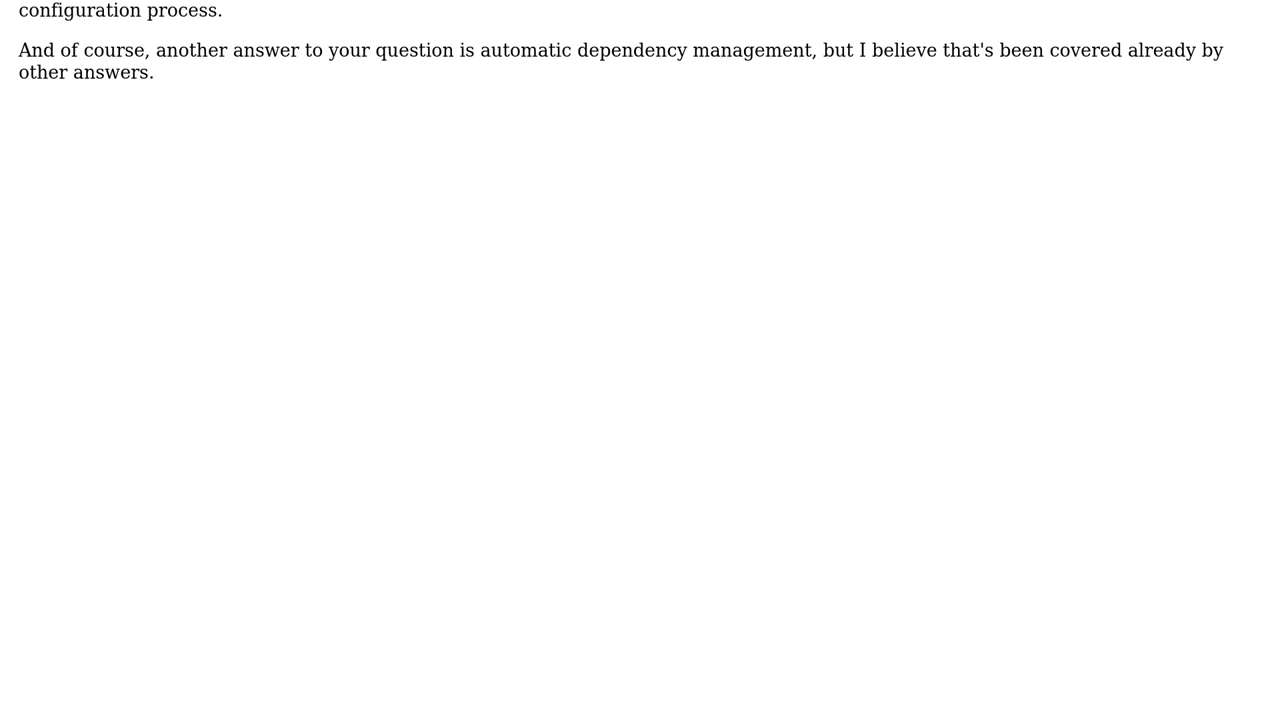 configuration process.
And of course, another answer to your question is automatic dependency management, but I believe that's been covered already by
other answers.